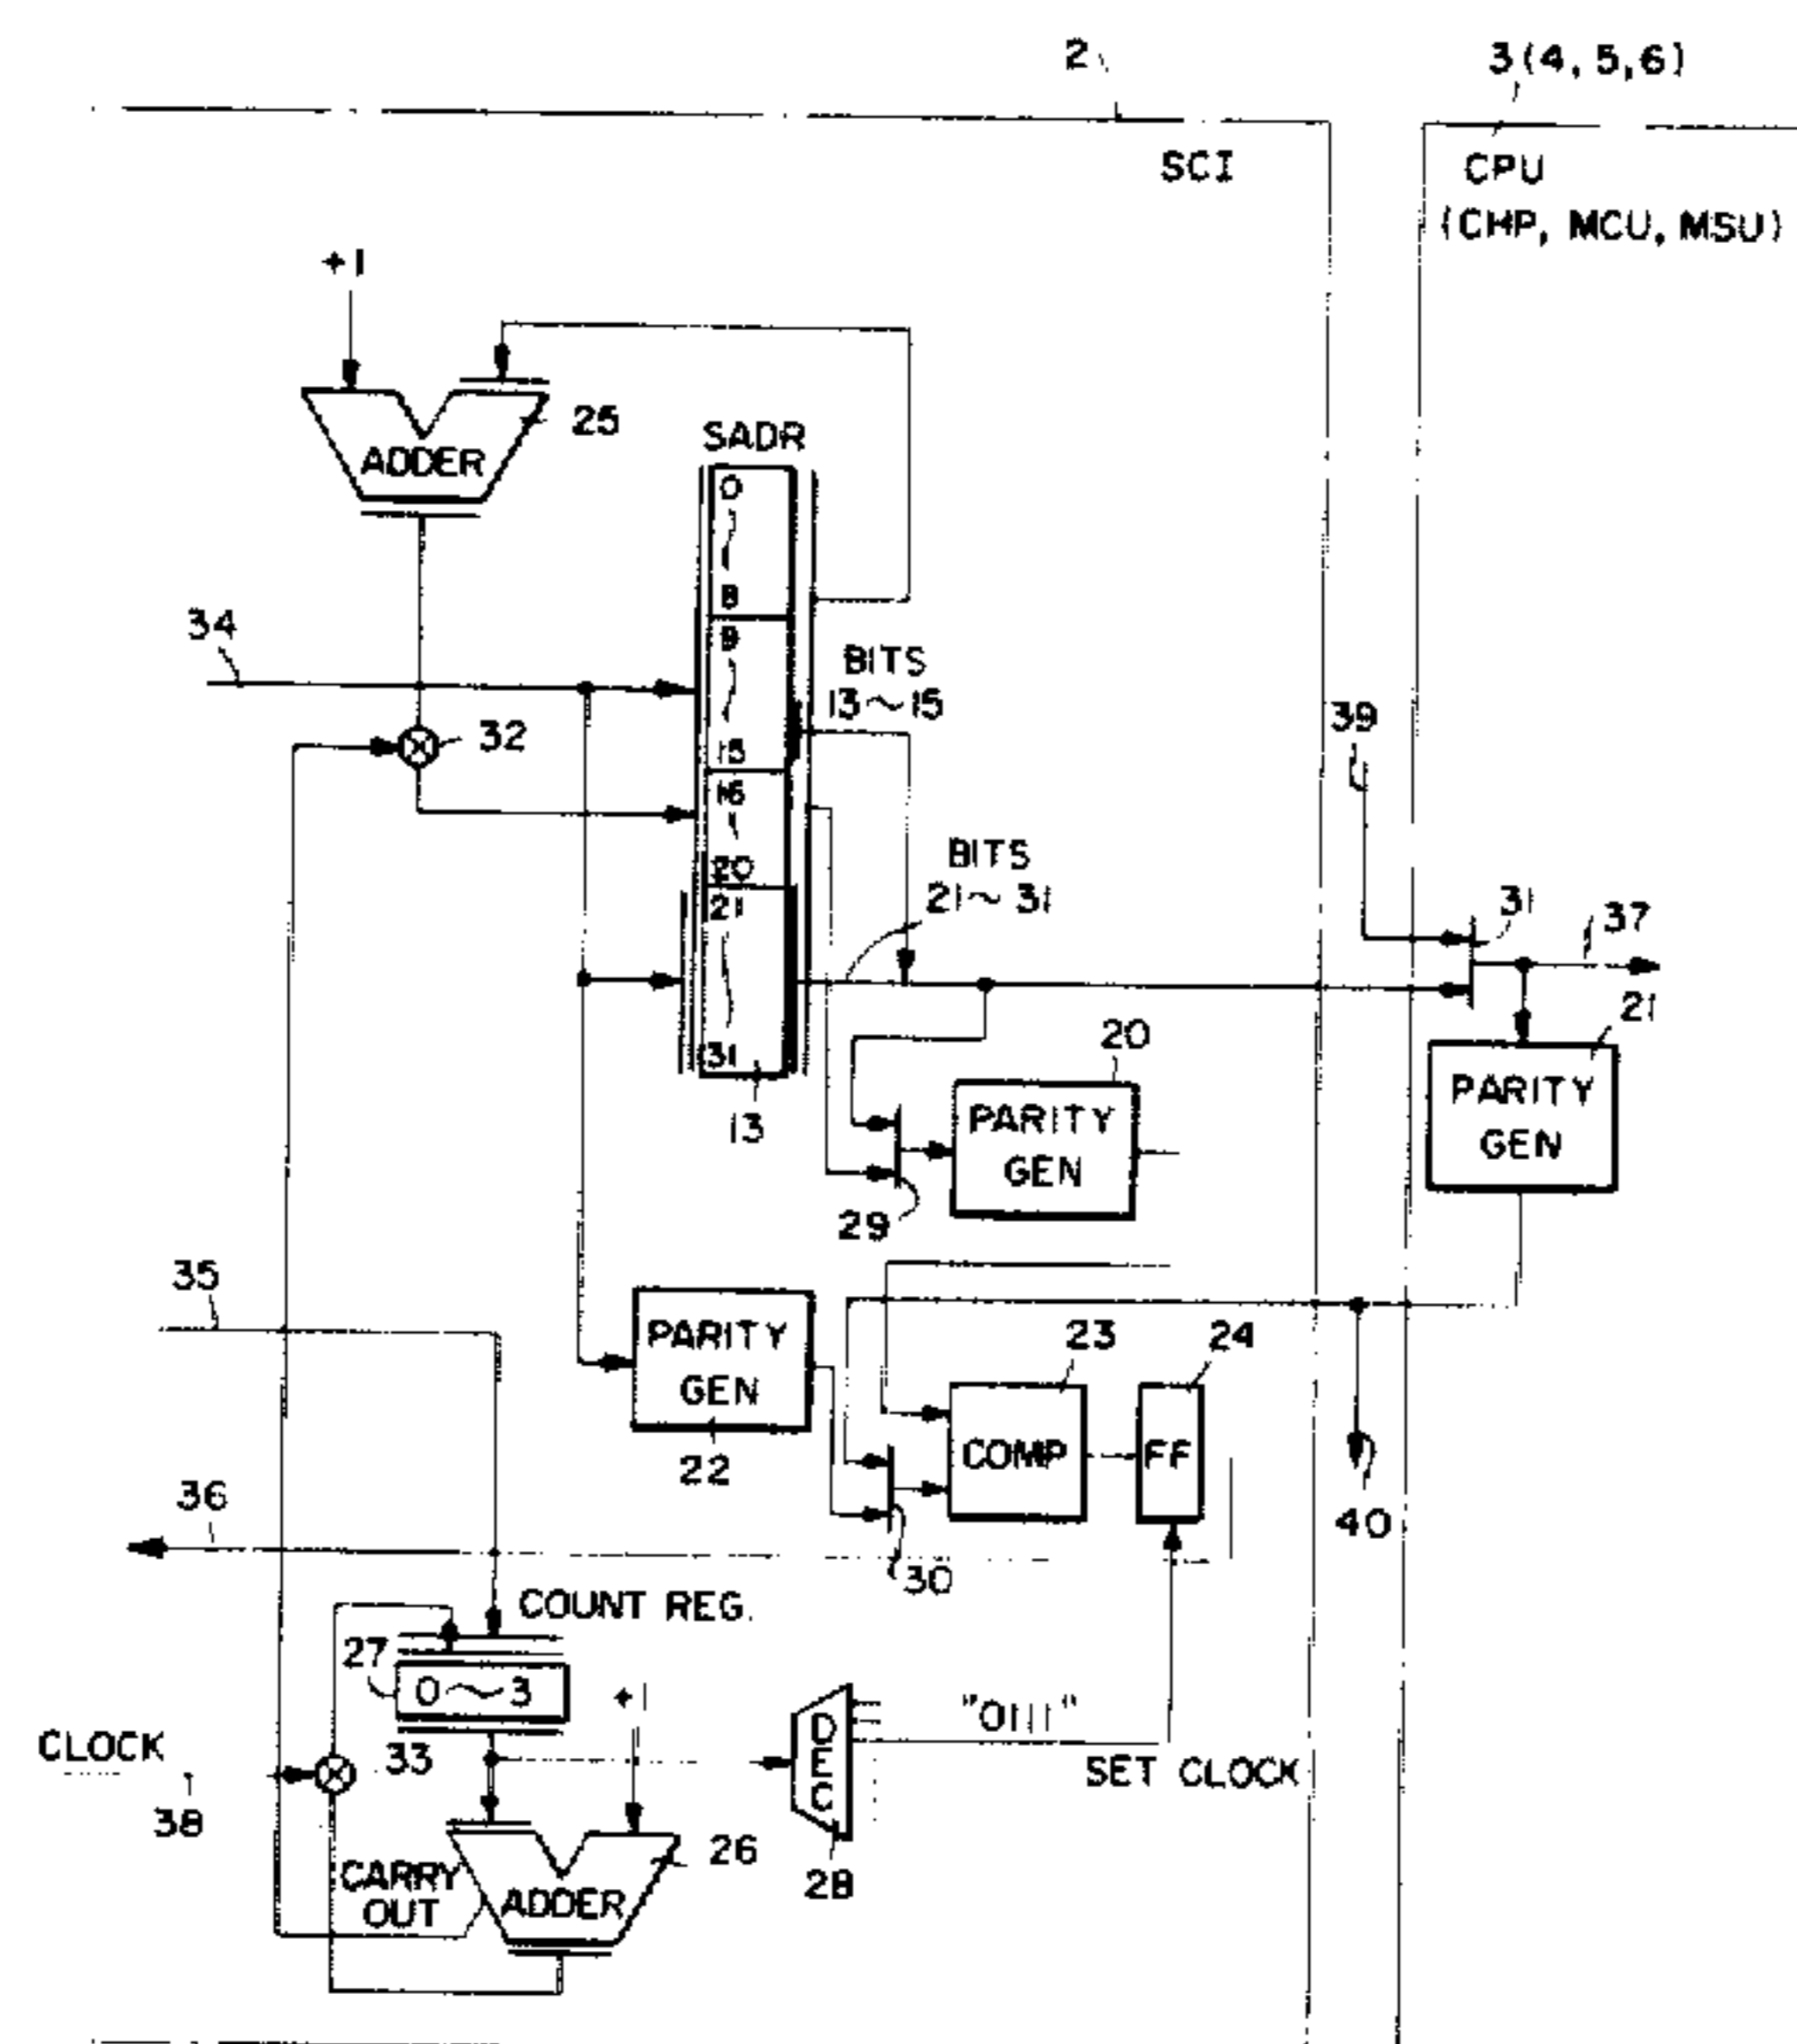 2
3(4, 5, 6)
SCI
CPU
(CHP, MCU, MSU)
+1
25
ADDER
SADR
0
8
9
15
16
20
21
31
34
BITS
13~15
32
39
BITS
21~31
31
37
21
20
PARITY
GEN
PARITY
GEN
13
29
35
PARITY
GEN
22
23
24
COMP
FF
36
40
30
COUNT REG.
27
0~3
+1
"0111"
DEC
CLOCK
33
SET CLOCK
38
26
28
CARRY
OUT
ADDER